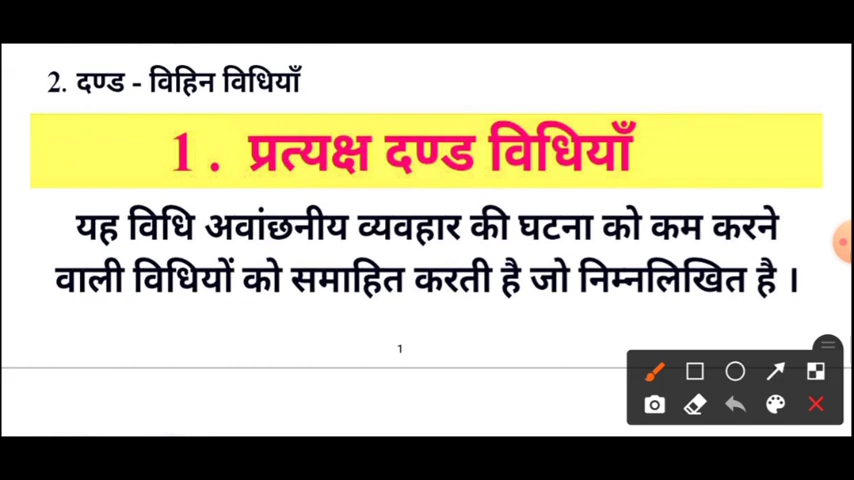 2. दण्ड - विहिन विधियाँ
1 . प्रत्यक्ष दण्ड विधियाँ
यह विधि अवांछनीय व्यवहार की घटना को कम करने
वाली विधियों को समाहित करती है जो निम्नलिखित है ।
1